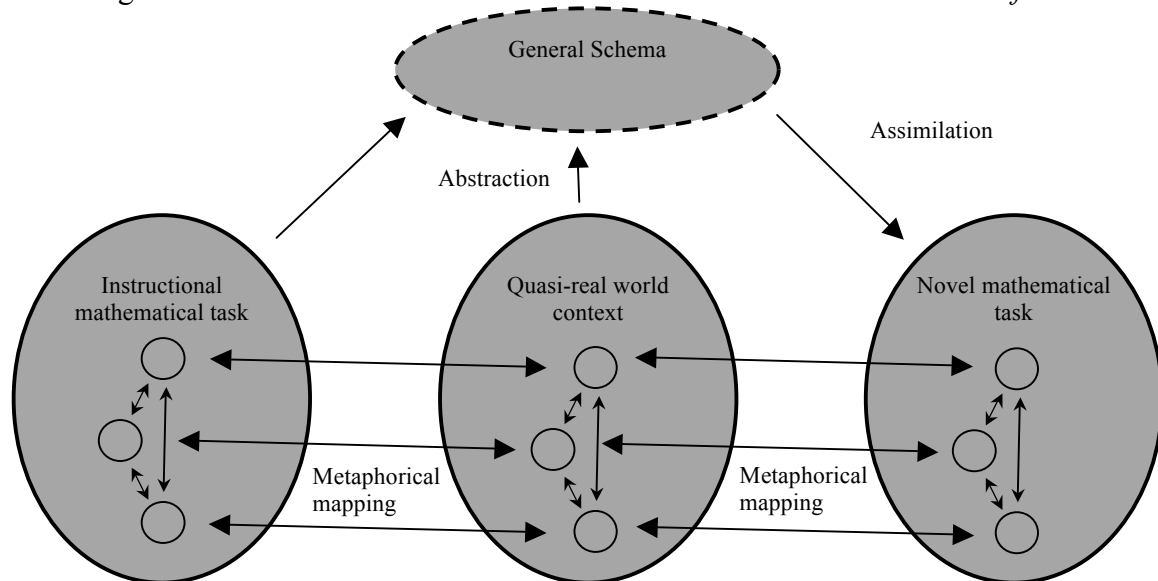 General Schema
Assimilation
Abstraction
Instructional
mathematical task
Quasi-real world
context
Novel mathematical
task
Metaphorical
mapping
Metaphorical
mapping